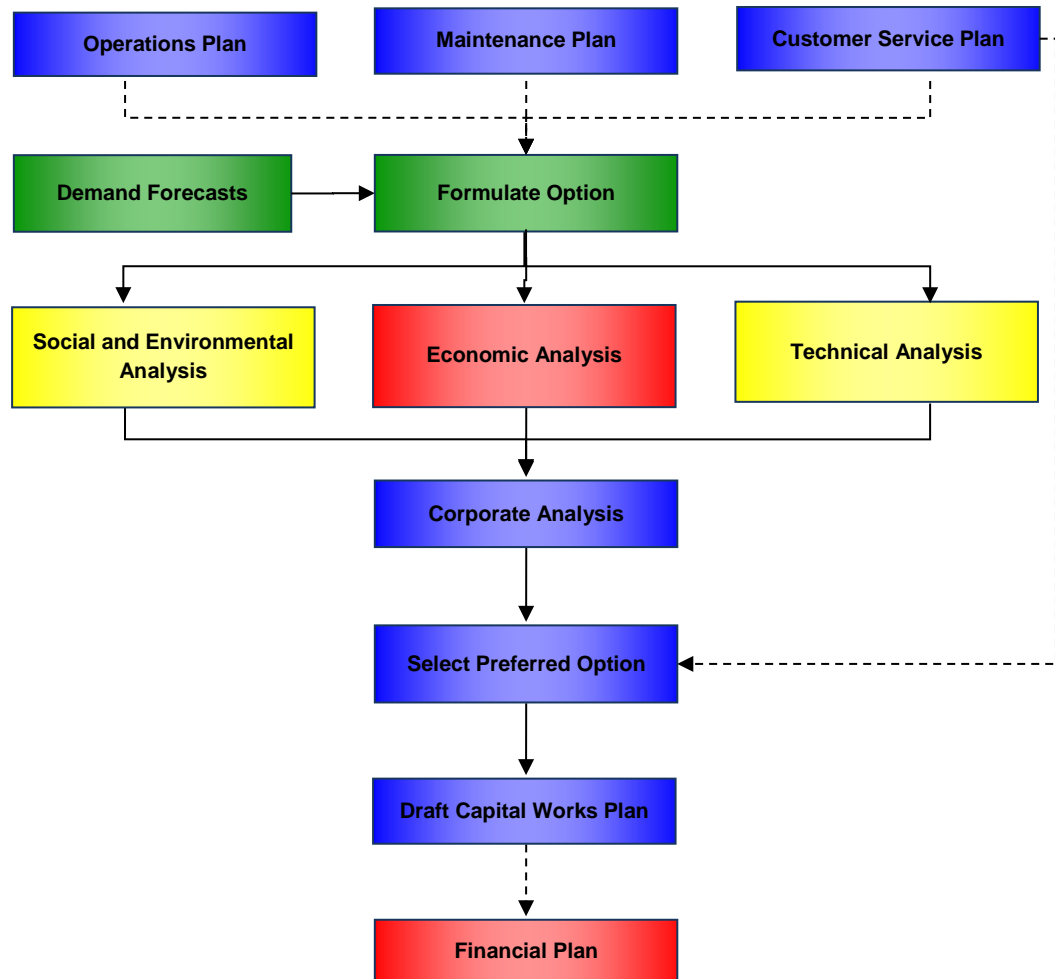 Operations Plan
Maintenance Plan
Customer Service Plan
Demand Forecasts
Formulate Option
Social and Environmental
Analysis
Economic Analysis
Technical Analysis
Corporate Analysis
Select Preferred Option
Draft Capital Works Plan
Financial Plan